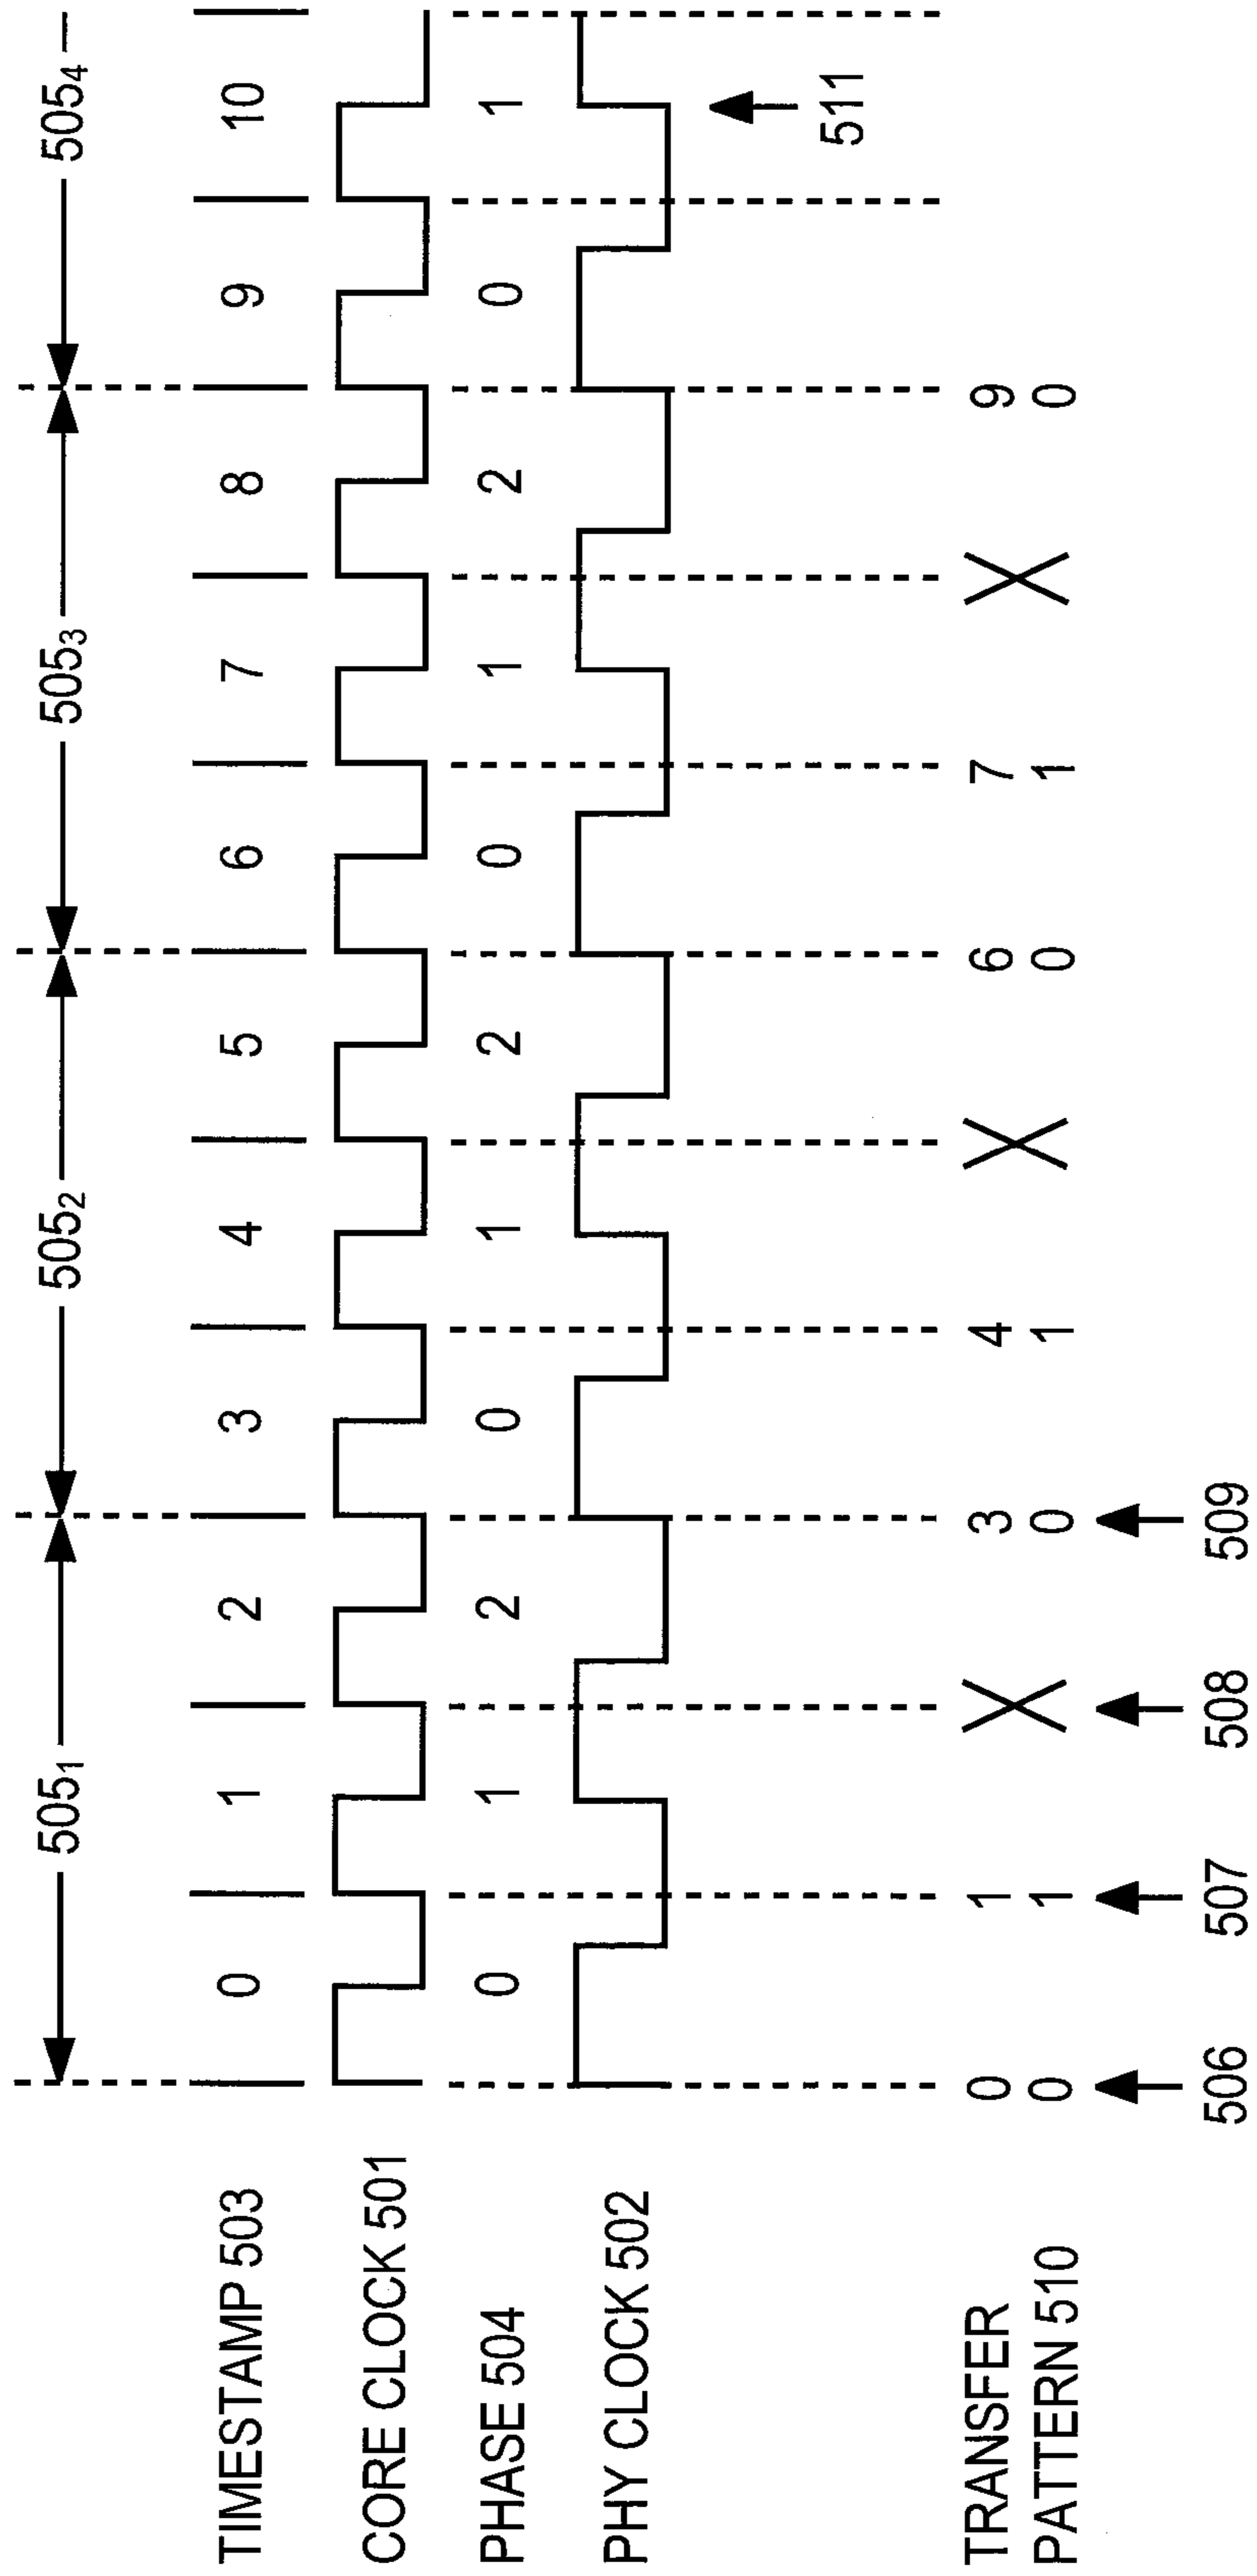 505₁ 505₂ 505₃ 505₄
TIMESTAMP 503 0 1 2 3 4 5 6 7 8 9 10
CORE CLOCK 501
PHASE 504 0 1 2 0 1 2 0 1 2 0 1
PHY CLOCK 502
511
TRANSFER 0 1 X 3 4 X 6 7 X 9
PATTERN 510 0 1 0 1 0 1 0
506 507 508 509